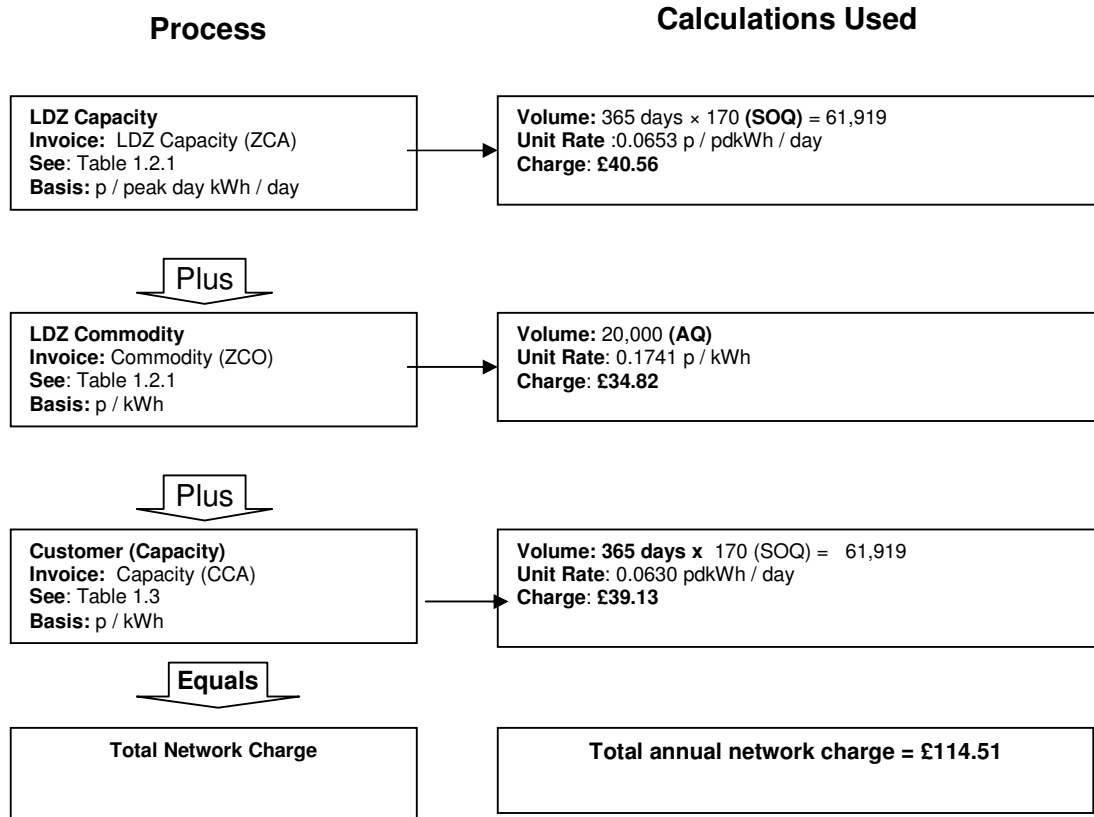 Process
Calculations Used
LDZ Capacity
Invoice: LDZ Capacity (ZCA)
See: Table 1.2.1
Basis: p / peak day kWh / day
Volume: 365 days × 170 (SOQ) = 61,919
Unit Rate :0.0653 p / pdkWh / day
Charge: £40.56
Plus
LDZ Commodity
Invoice: Commodity (ZCO)
See: Table 1.2.1
Basis: p / kWh
Volume: 20,000 (AQ)
Unit Rate: 0.1741 p / kWh
Charge: £34.82
Plus
Customer (Capacity)
Invoice: Capacity (CCA)
See: Table 1.3
Basis: p / kWh
Volume: 365 days x 170 (SOQ) = 61,919
Unit Rate: 0.0630 pdkWh / day
Charge: £39.13
Equals
Total Network Charge
Total annual network charge = £114.51